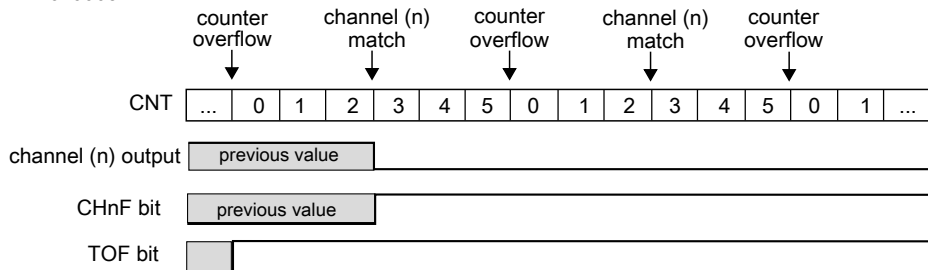 counter overflow
channel (n) match
counter overflow
channel (n) match
counter overflow
CNT ... 0 1 2 3 4 5 0 1 2 3 4 5 0 1 ...
channel (n) output previous value
CHnF bit previous value
TOF bit